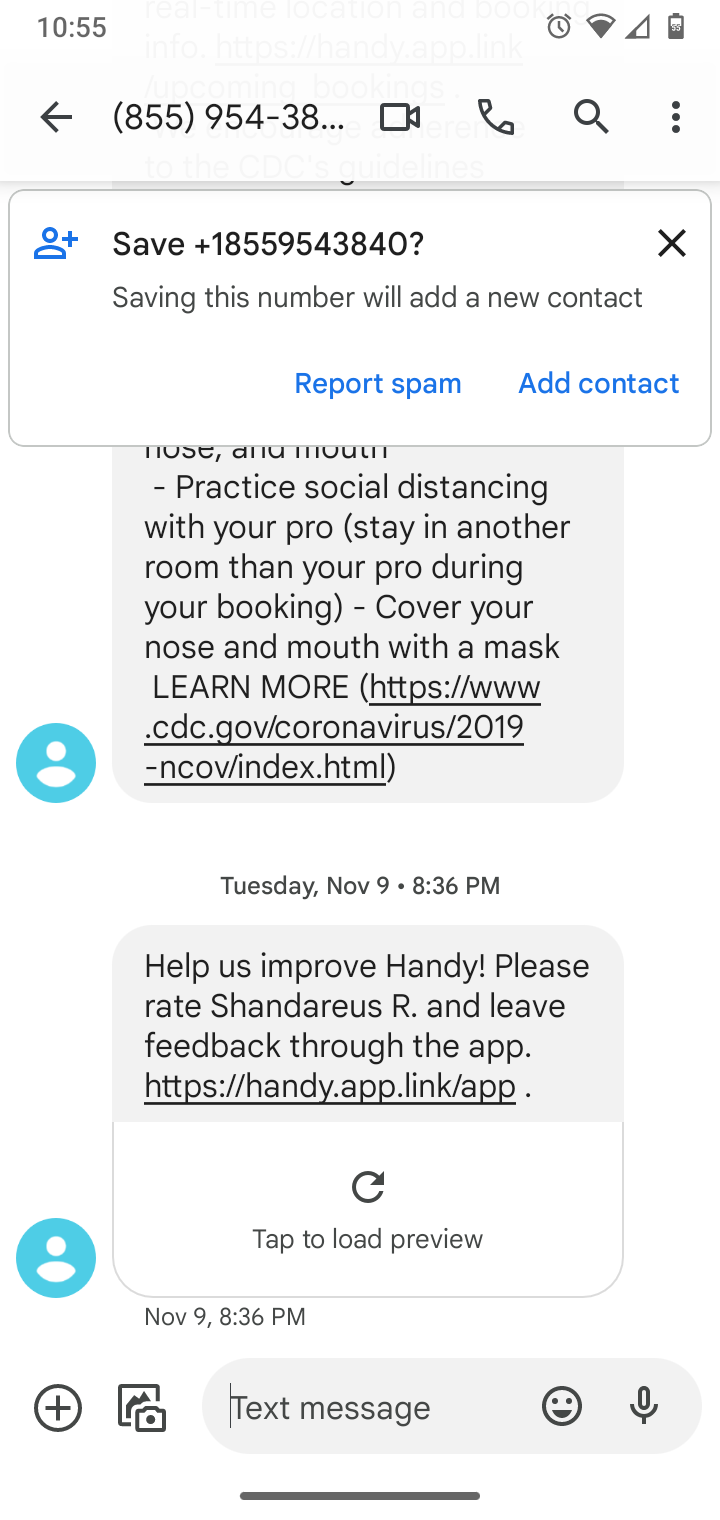 10:55
real-time location and booking
info. https://handy.app.link
/upcoming_bookings .
(855) 954-38...
We encourage adherence
to the CDC's guidelines
Save +18559543840?
Saving this number will add a new contact
Report spam
Add contact
nose, and mouth
- Practice social distancing
with your pro (stay in another
room than your pro during
your booking) - Cover your
nose and mouth with a mask
LEARN MORE (https://www
.cdc.gov/coronavirus/2019
-ncov/index.html)
Tuesday, Nov 9 • 8:36 PM
Help us improve Handy! Please
rate Shandareus R. and leave
feedback through the app.
https://handy.app.link/app .
Tap to load preview
Nov 9, 8:36 PM
Text message